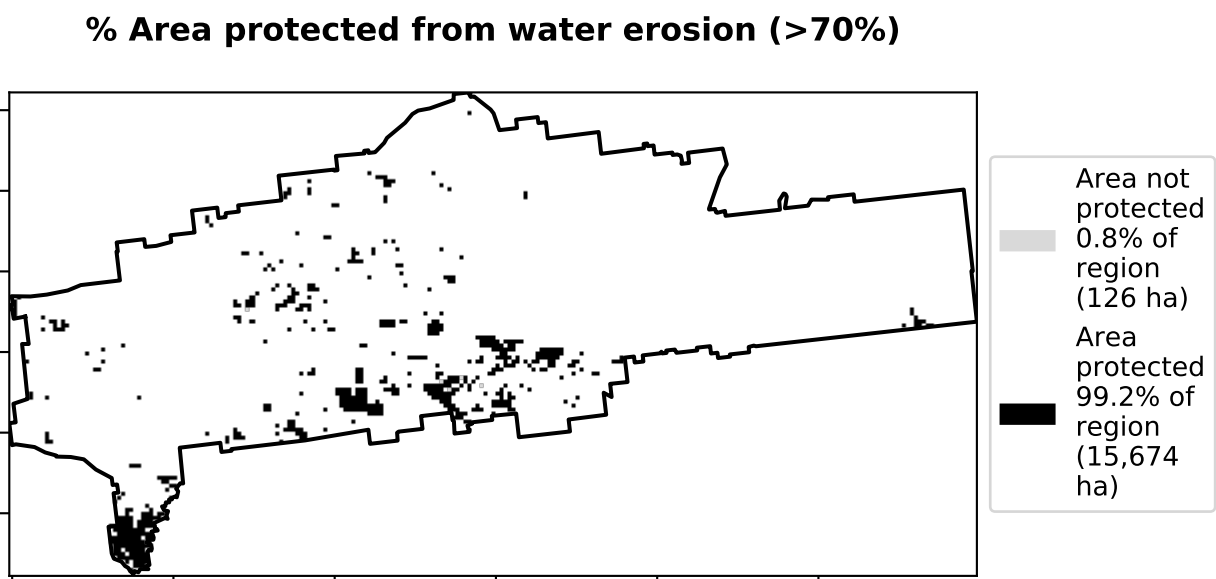 % Area protected from water erosion (>70%)
Area not
protected
0.8% of
region
(126 ha)
Area
protected
99.2% of
region
(15,674
ha)